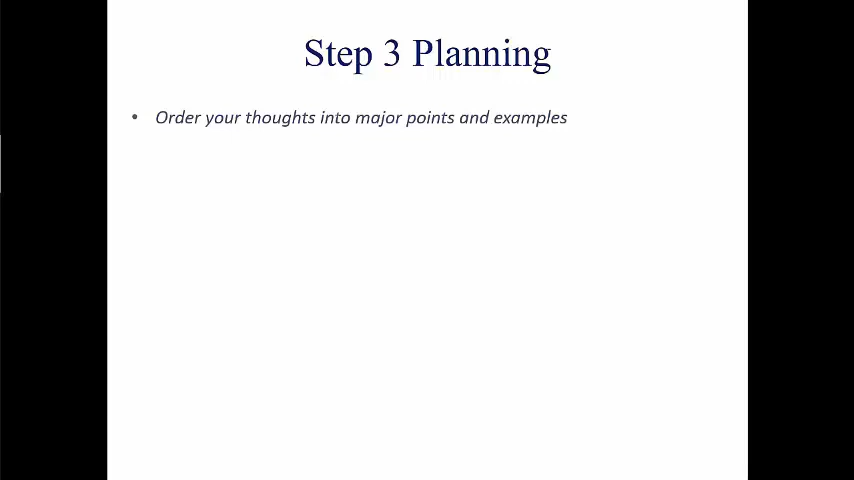 Step 3 Planning
• Order your thoughts into major points and examples